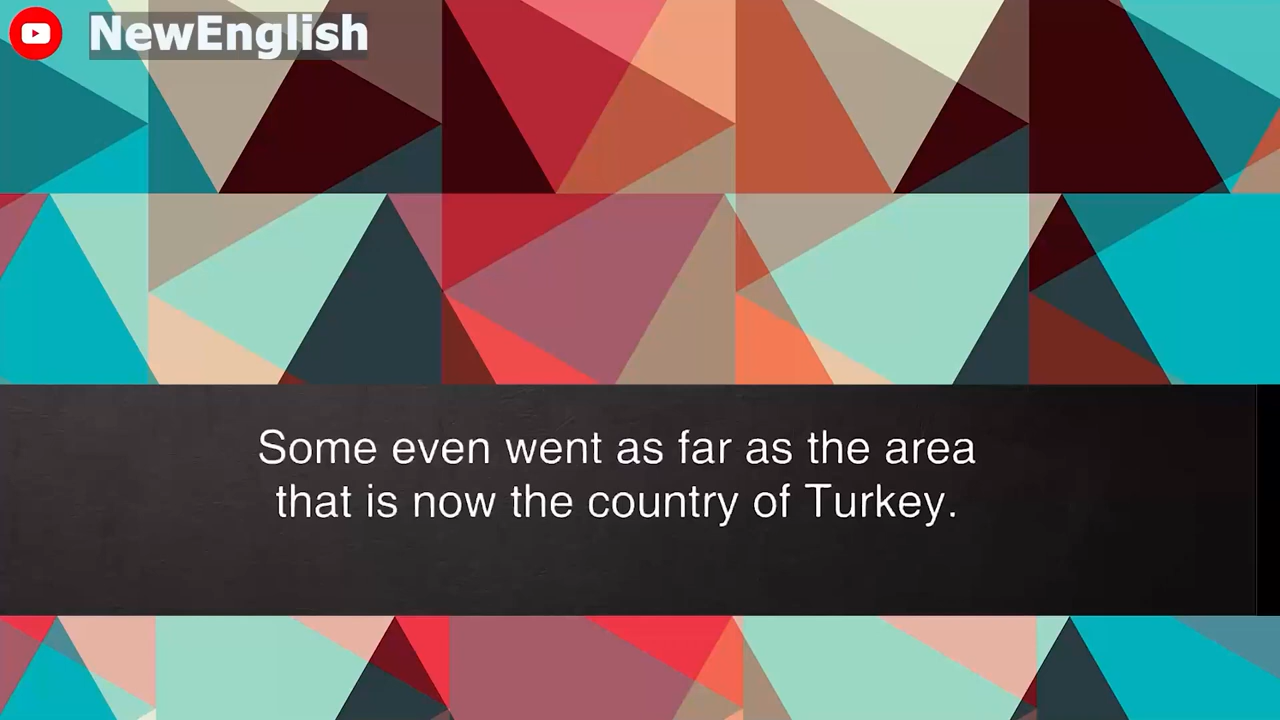 NewEnglish
Some even went as far as the area
that is now the country of Turkey.